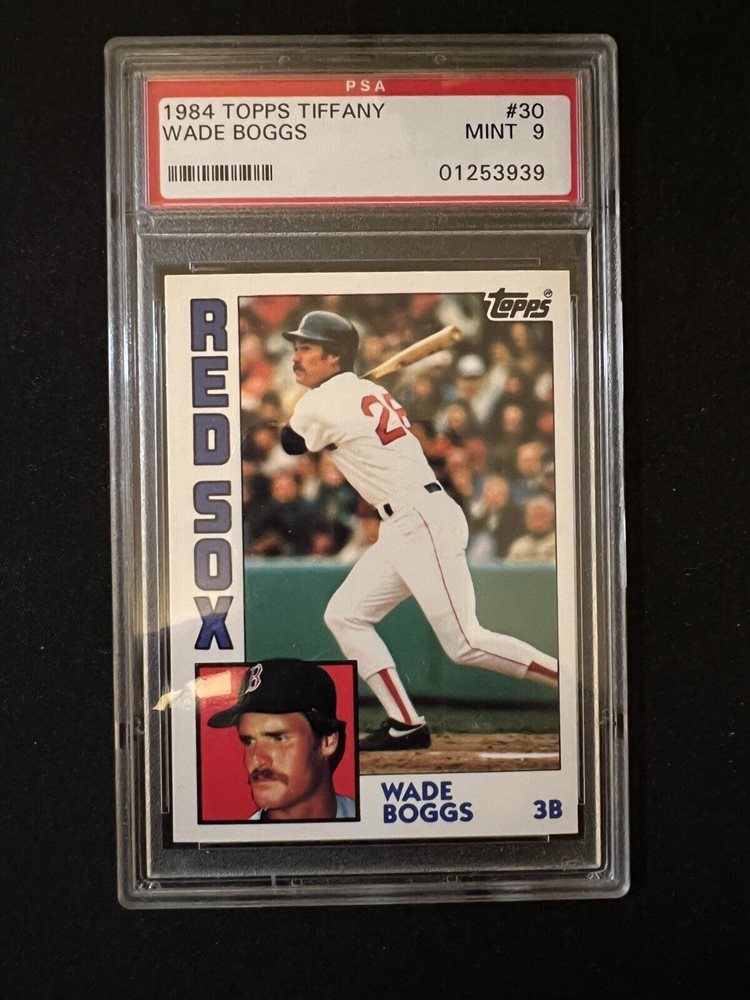 PSA
1984 TOPPS TIFFANY #30
WADE BOGGS MINT 9
01253939
Topps
RED SOX
26
B
WADE
BOGGS 3B